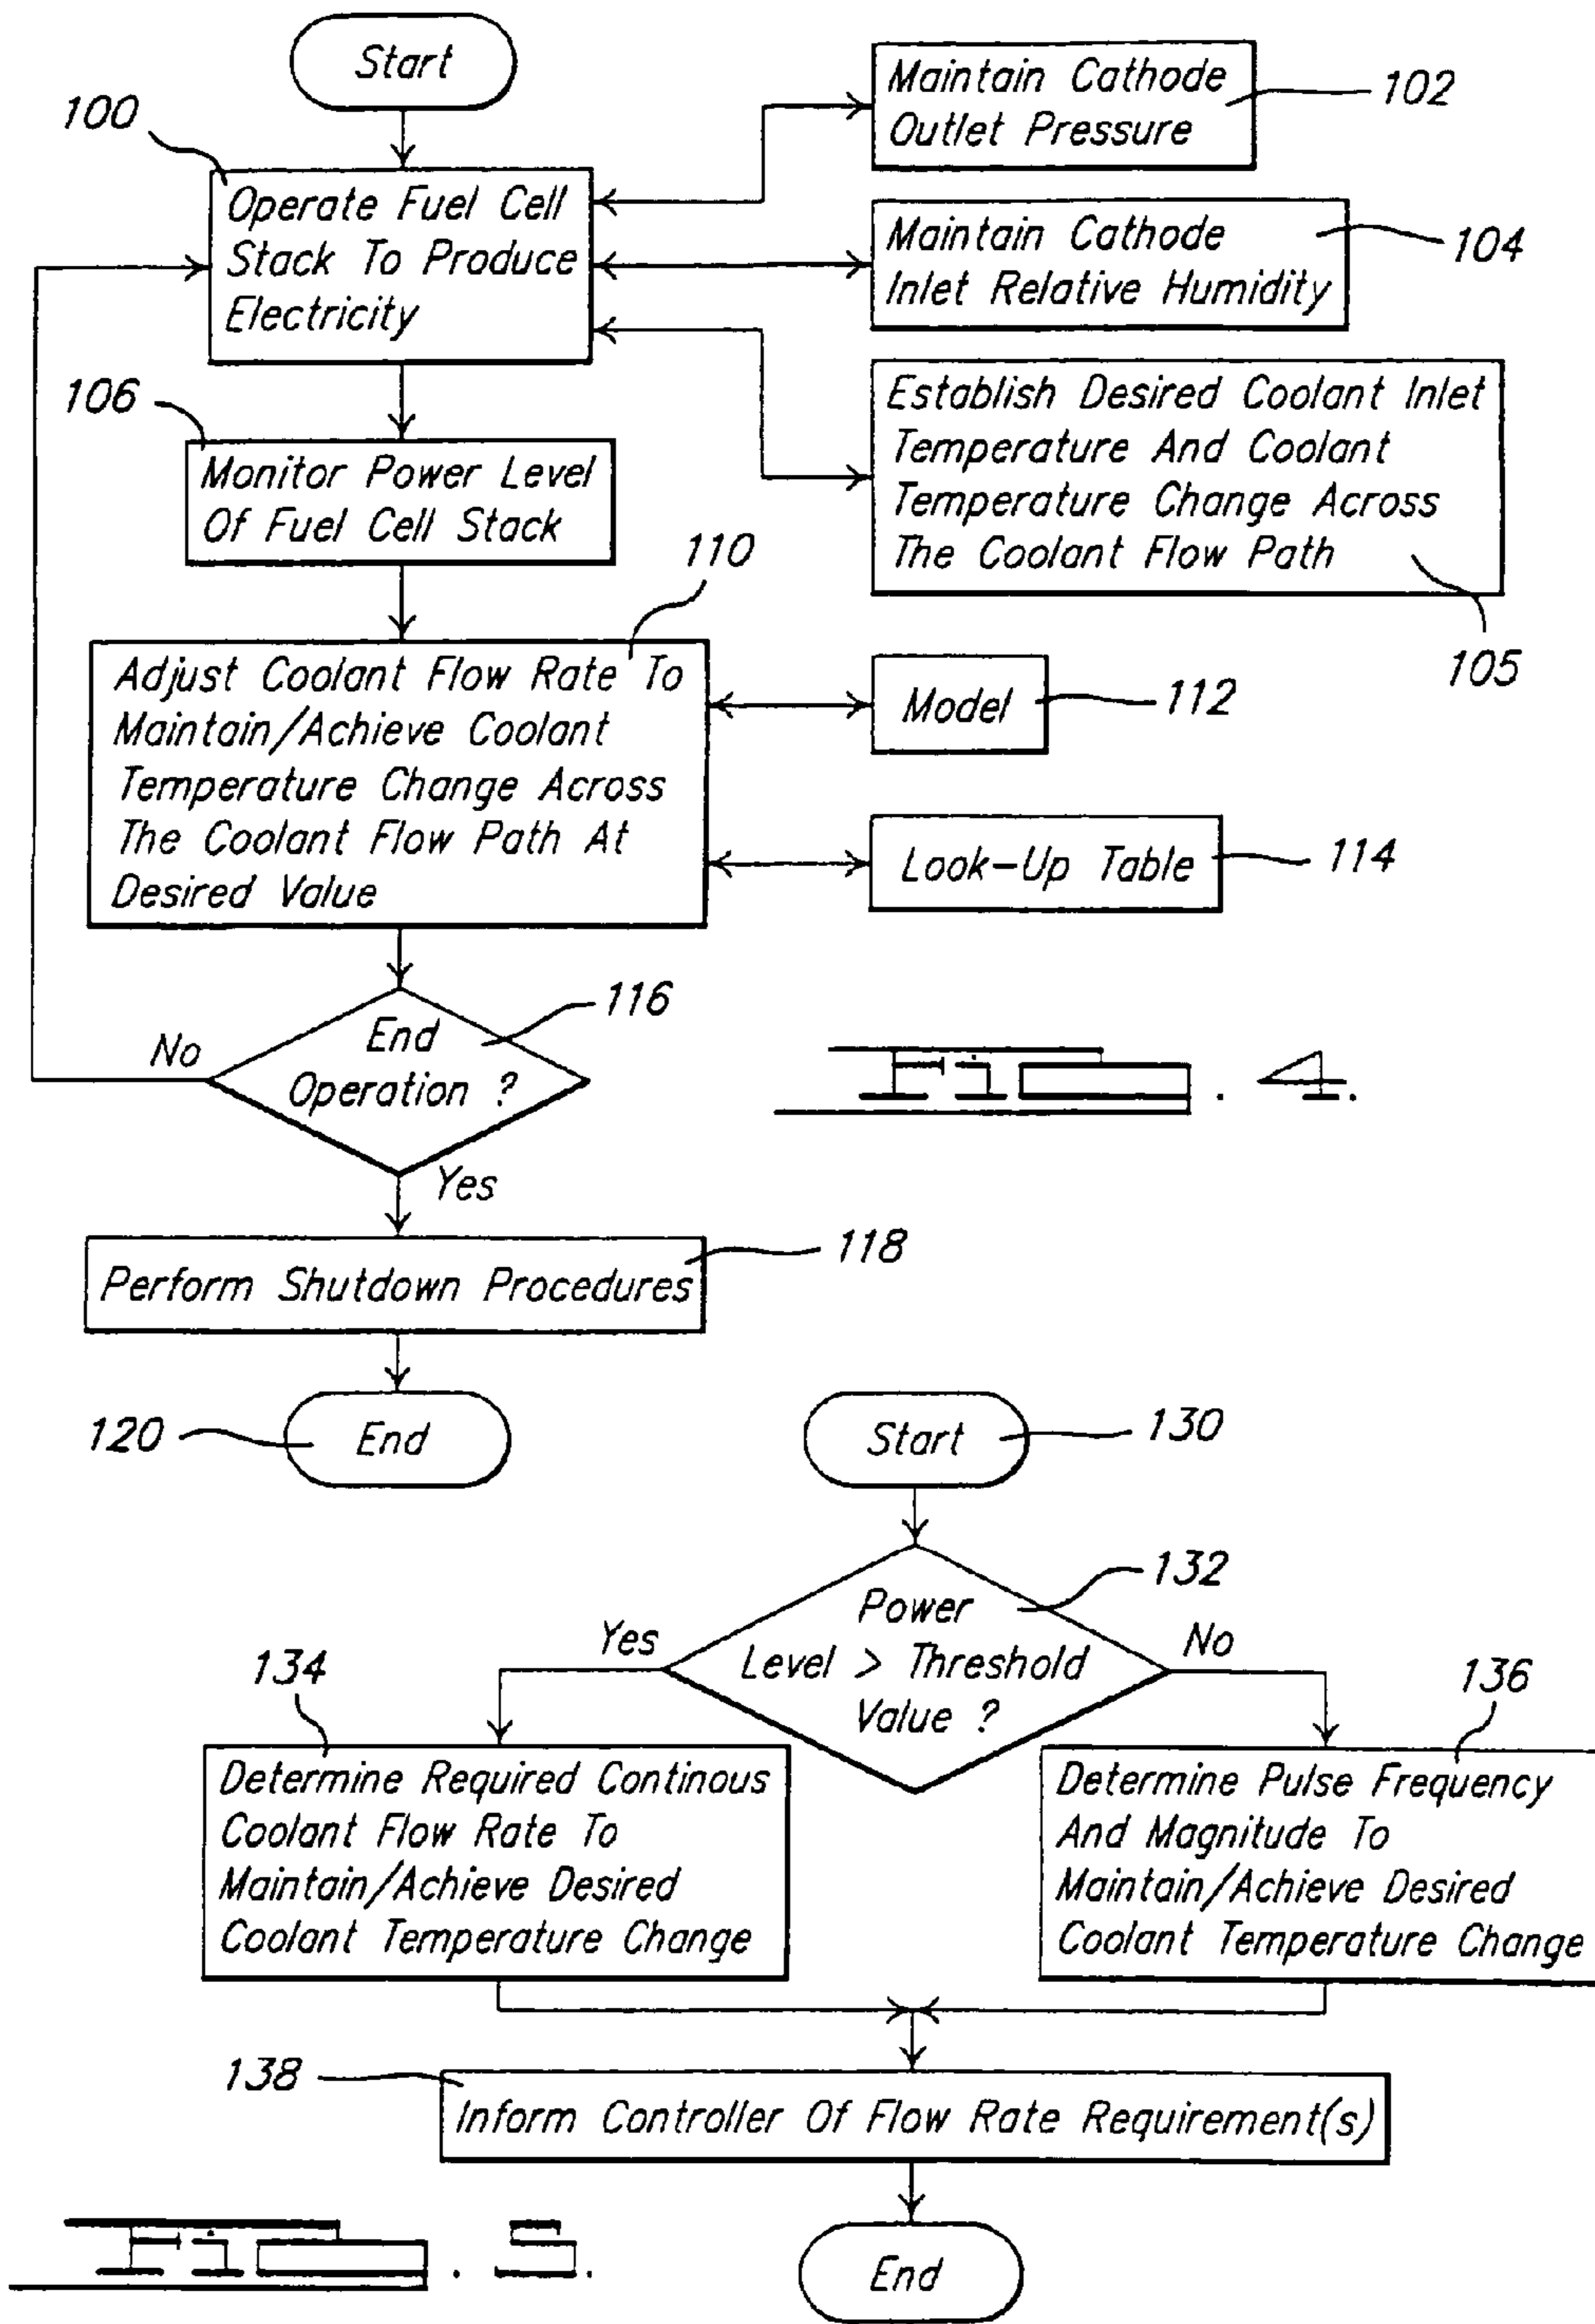 Start
100
Operate Fuel Cell
Stack To Produce
Electricity
Maintain Cathode
Outlet Pressure
102
Maintain Cathode
Inlet Relative Humidity
104
Establish Desired Coolant Inlet
Temperature And Coolant
Temperature Change Across
The Coolant Flow Path
105
106
Monitor Power Level
Of Fuel Cell Stack
110
Adjust Coolant Flow Rate To
Maintain/Achieve Coolant
Temperature Change Across
The Coolant Flow Path At
Desired Value
Model
112
Look-Up Table
114
116
End
Operation ?
No
Yes
Fig. 4.
Perform Shutdown Procedures
118
120
End
Start
130
132
Power
Level > Threshold
Value ?
Yes
No
134
Determine Required Continous
Coolant Flow Rate To
Maintain/Achieve Desired
Coolant Temperature Change
136
Determine Pulse Frequency
And Magnitude To
Maintain/Achieve Desired
Coolant Temperature Change
138
Inform Controller Of Flow Rate Requirement(s)
End
Fig. 5.